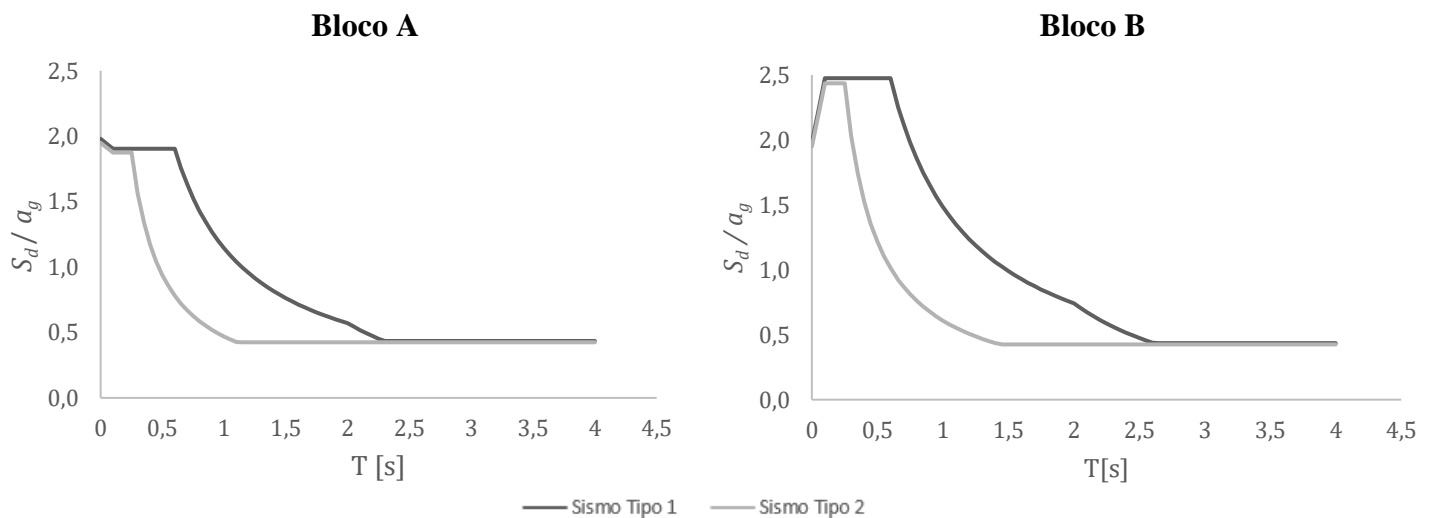 Bloco A
2,5
2,0
1,5
1,0
0,5
0,0
S_d / a_g
0 0,5 1 1,5 2 2,5 3 3,5 4 4,5
T [s]
Bloco B
2,5
2,0
1,5
1,0
0,5
0,0
S_d / a_g
0 0,5 1 1,5 2 2,5 3 3,5 4 4,5
T[s]
Sismo Tipo 1 Sismo Tipo 2